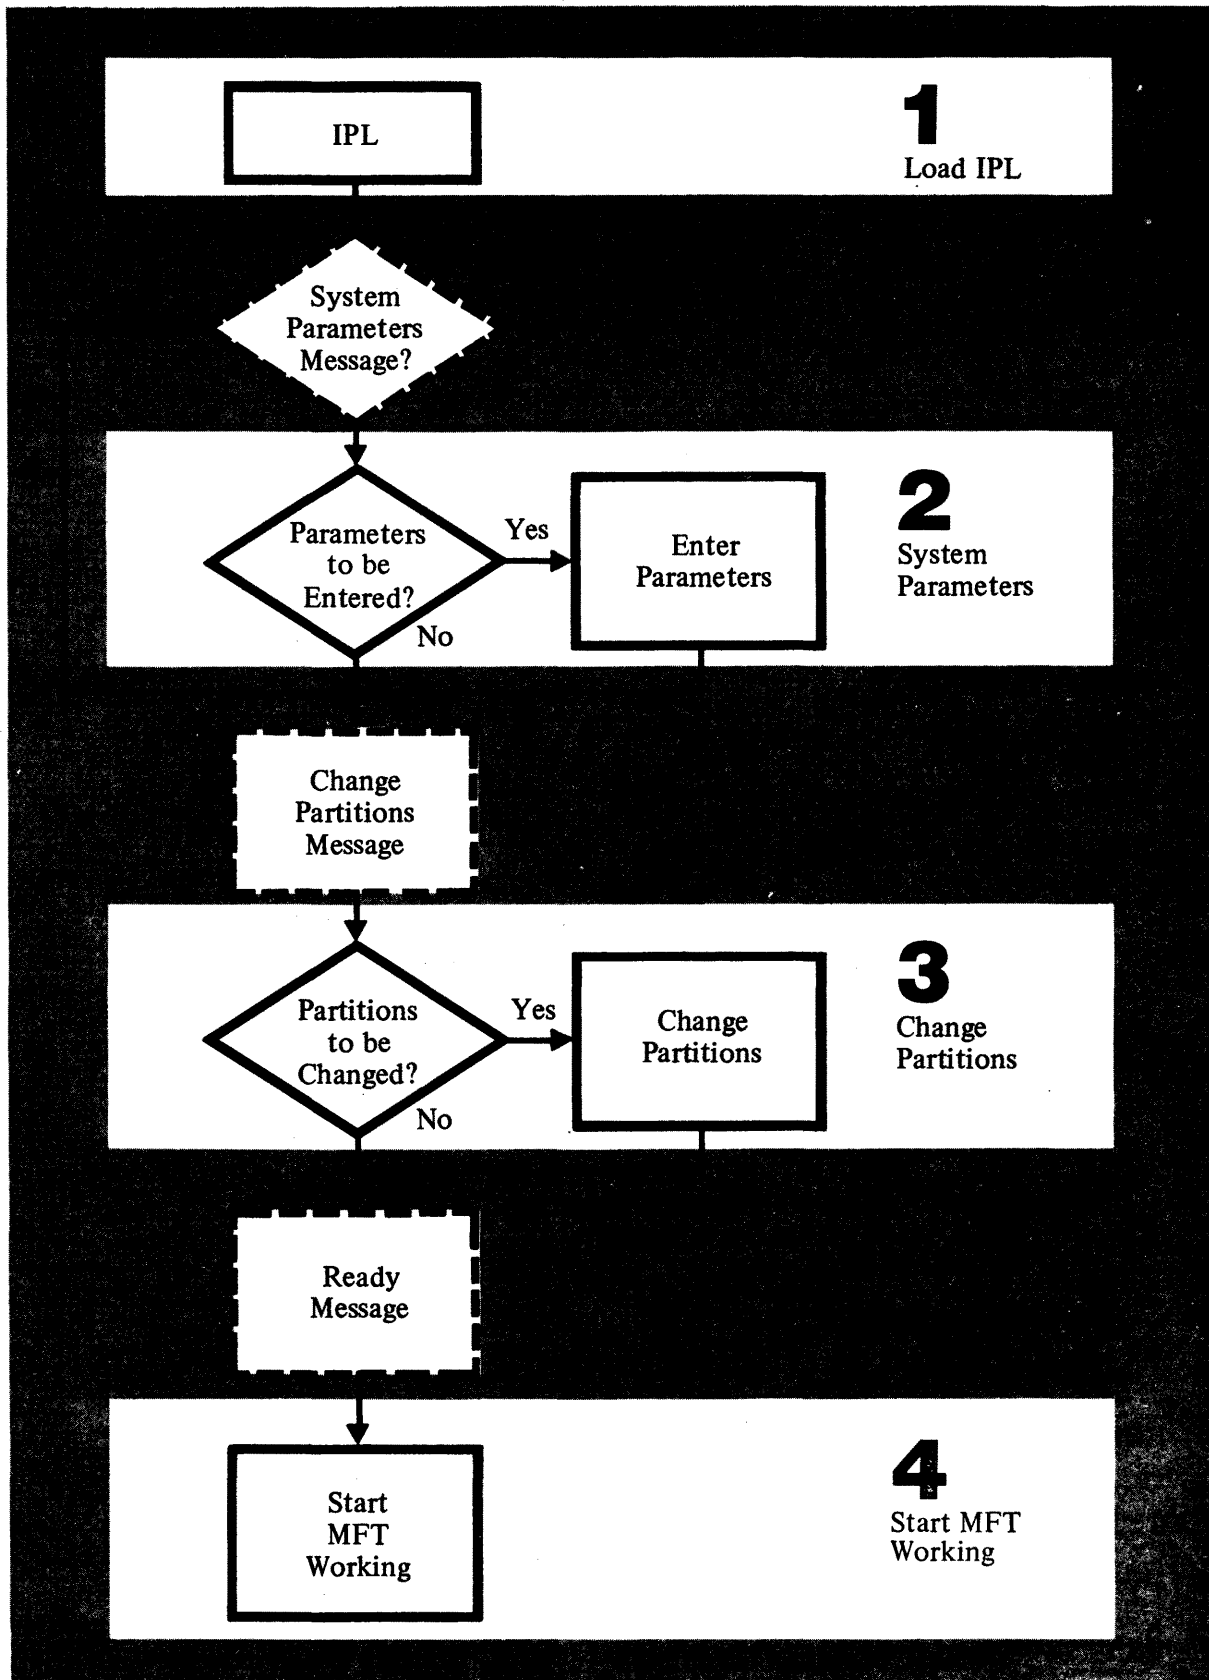 IPL
1
Load IPL
System
Parameters
Message?
Parameters
to be
Entered?
Yes
No
Enter
Parameters
2
System
Parameters
Change
Partitions
Message
Partitions
to be
Changed?
Yes
No
Change
Partitions
3
Change
Partitions
Ready
Message
Start
MFT
Working
4
Start MFT
Working